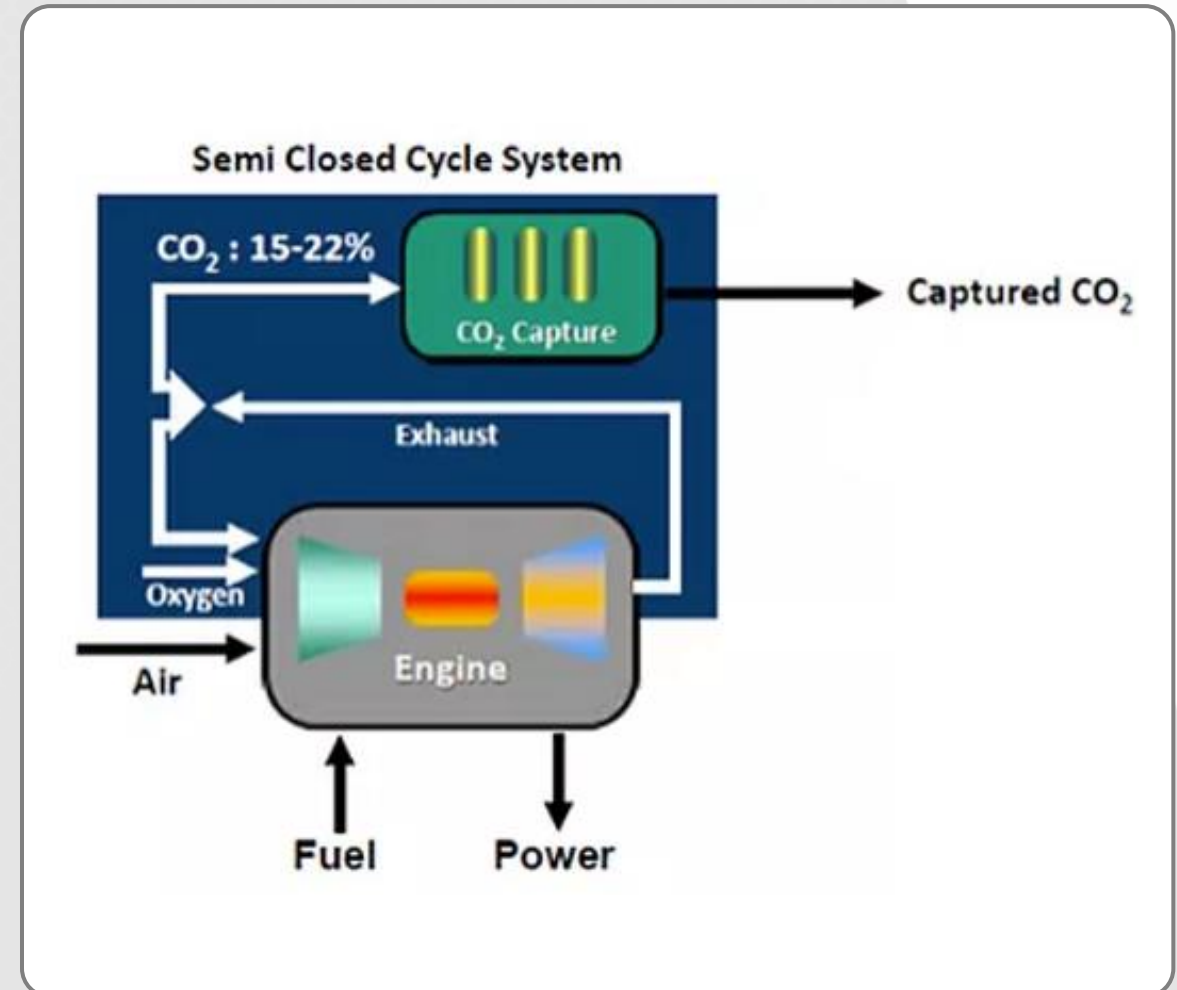 Semi Closed Cycle System
CO₂ : 15-22%
CO₂ Capture
Captured CO₂
Exhaust
Oxygen
Air
Engine
Fuel
Power